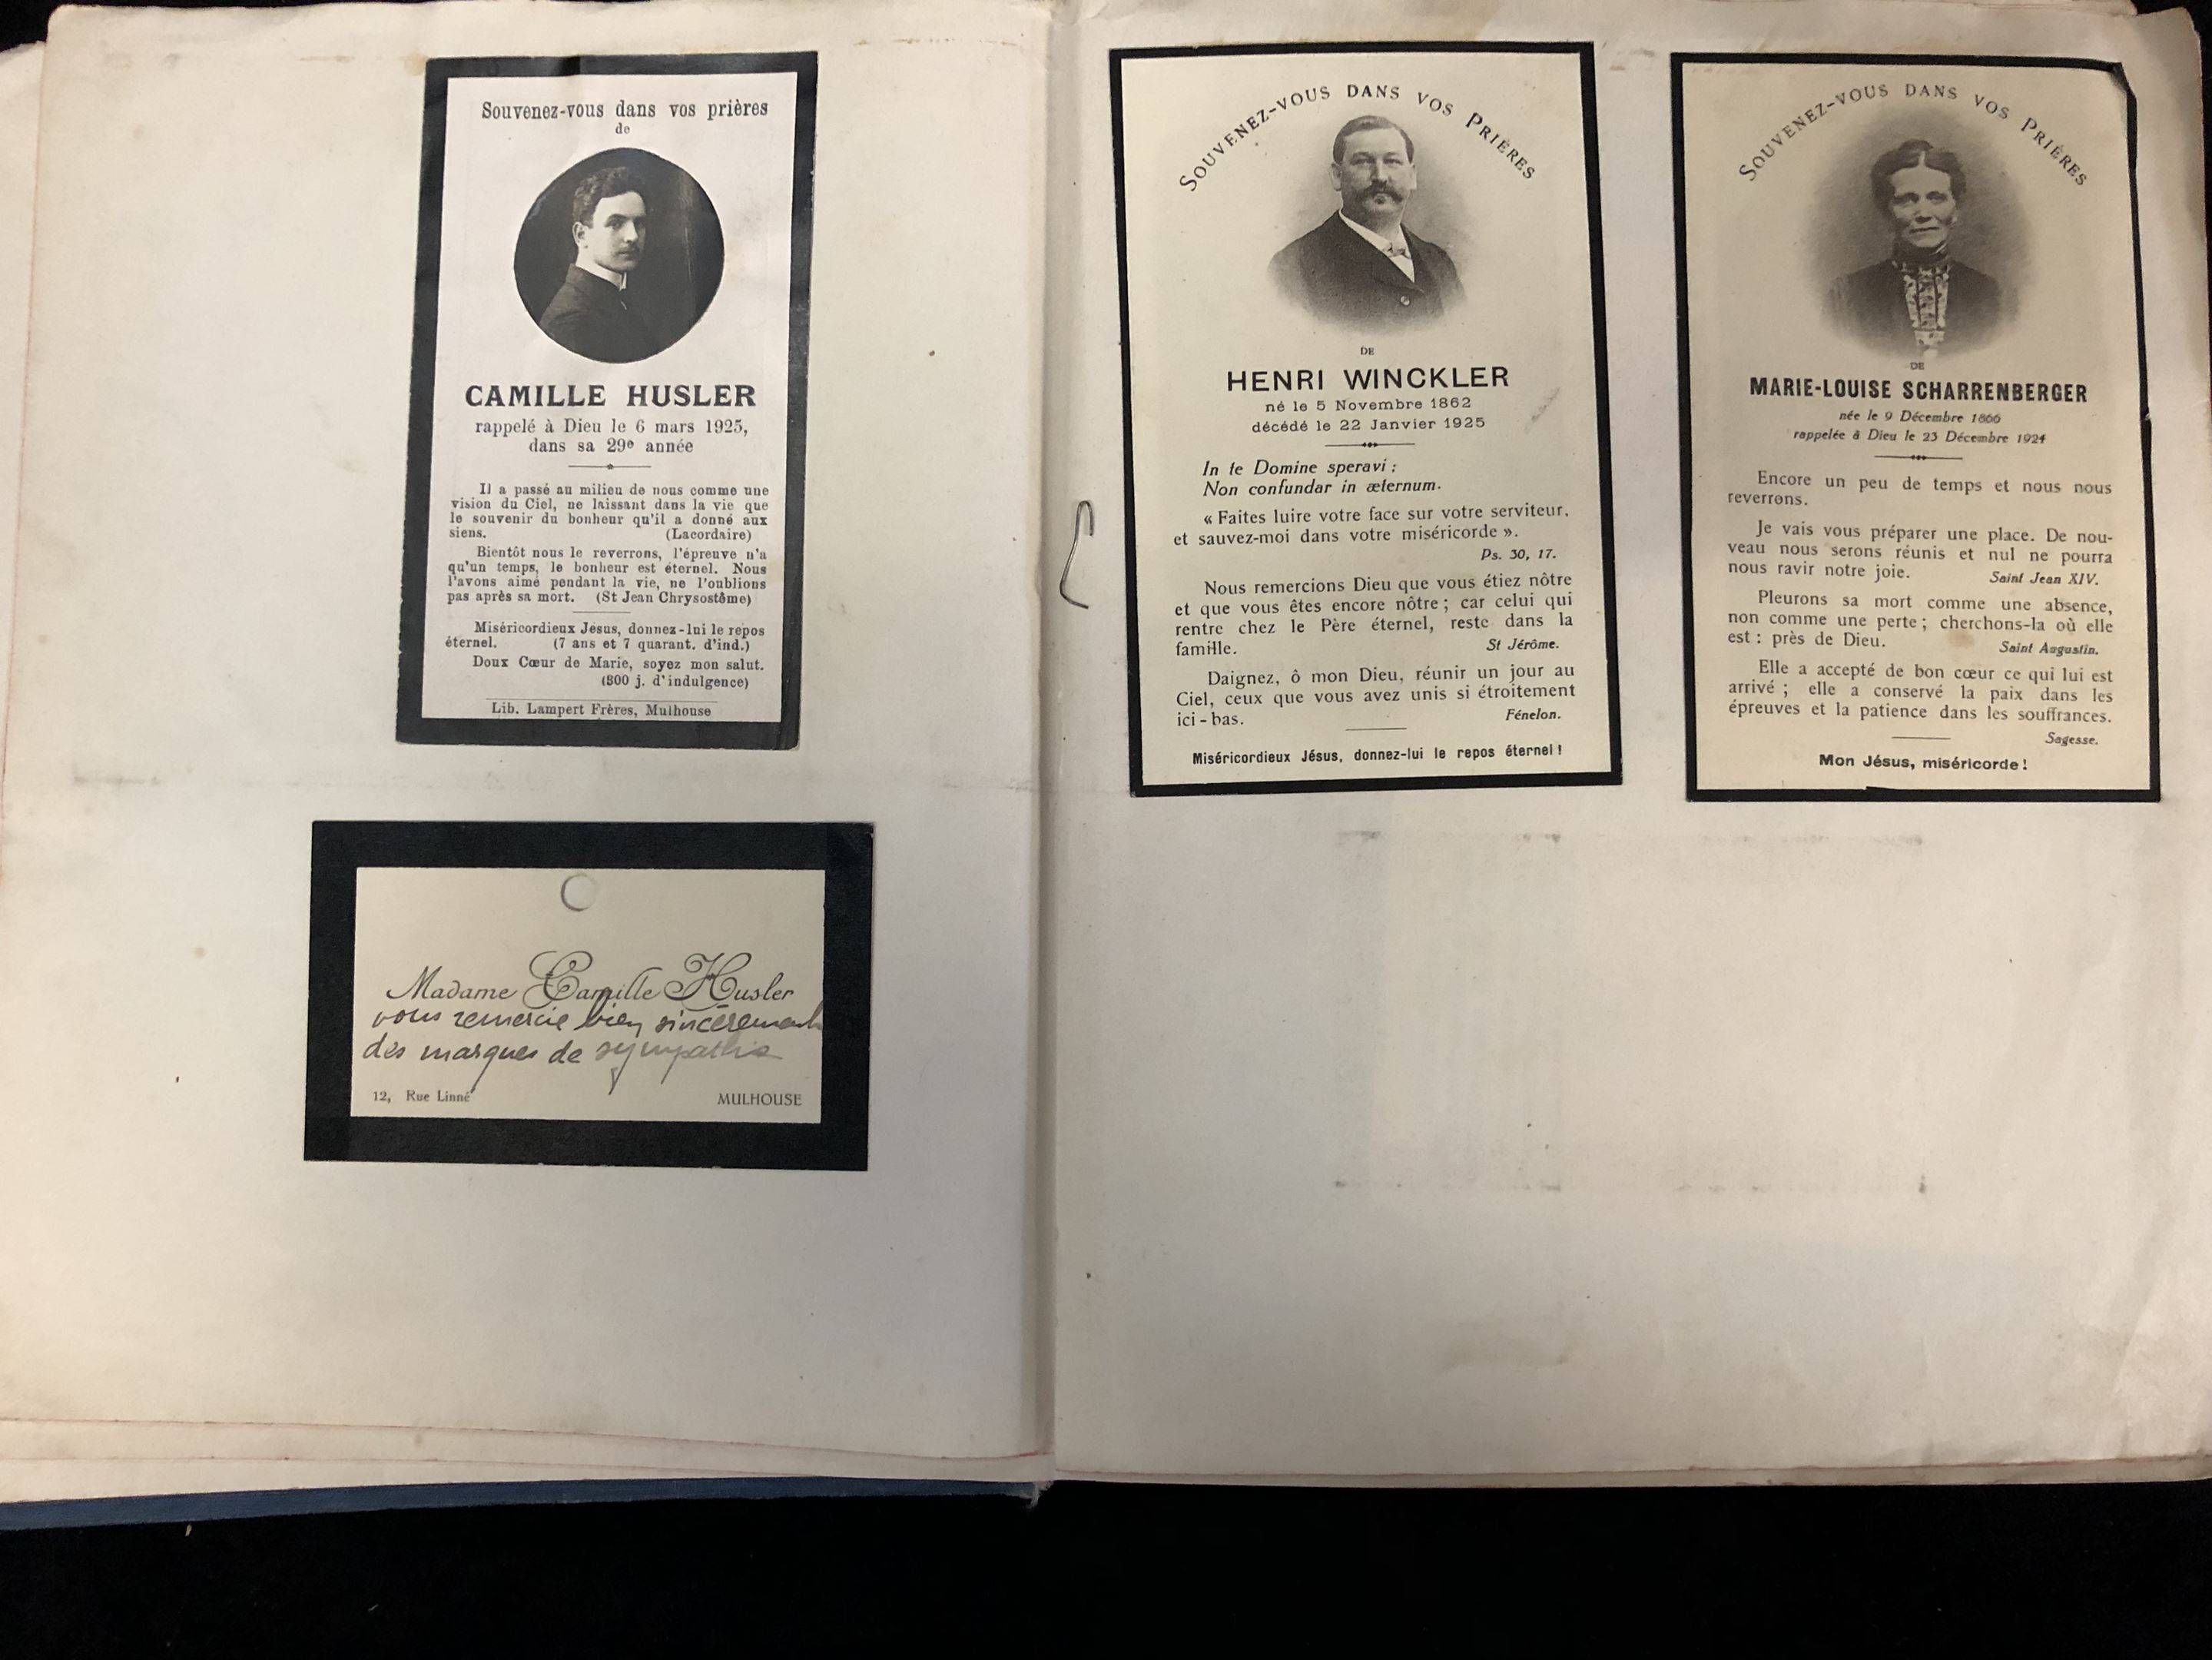 Souvenez-vous dans vos prières
de
CAMILLE HUSLER
rappelé à Dieu le 6 mars 1925,
dans sa 29e année
Il a passé au milieu de nous comme une
vision du Ciel, ne laissant dans la vie que
le souvenir du bonheur qu'il a donné aux
siens. (Lacordaire)
Bientôt nous le reverrons, l'épreuve n'a
qu'un temps, le bonheur est éternel. Nous
l'avons aimé pendant la vie, ne l'oublions
pas après sa mort. (St Jean Chrysostôme)
Miséricordieux Jésus, donnez-lui le repos
éternel. (7 ans et 7 quarant. d'ind.)
Doux Cœur de Marie, soyez mon salut.
(300 j. d'indulgence)
Lib. Lampert Frères, Mulhouse
Madame Camille Husler
vous remercie bien sincèrement
des marques de sympathie
12, Rue Linné MULHOUSE
SOUVENEZ-VOUS DANS VOS PRIÈRES
DE
HENRI WINCKLER
né le 5 Novembre 1862
décédé le 22 Janvier 1925
In te Domine speravi :
Non confundar in æternum.
« Faites luire votre face sur votre serviteur,
et sauvez-moi dans votre miséricorde ».
Ps. 30, 17.
Nous remercions Dieu que vous étiez nôtre
et que vous êtes encore nôtre ; car celui qui
rentre chez le Père éternel, reste dans la
famille. St Jérôme.
Daignez, ô mon Dieu, réunir un jour au
Ciel, ceux que vous avez unis si étroitement
ici-bas. Fénelon.
Miséricordieux Jésus, donnez-lui le repos éternel !
SOUVENEZ-VOUS DANS VOS PRIÈRES
DE
MARIE-LOUISE SCHARRENBERGER
née le 9 Décembre 1866
rappelée à Dieu le 23 Décembre 1924
Encore un peu de temps et nous nous
reverrons.
Je vais vous préparer une place. De nou-
veau nous serons réunis et nul ne pourra
nous ravir notre joie. Saint Jean XIV.
Pleurons sa mort comme une absence,
non comme une perte ; cherchons-la où elle
est : près de Dieu. Saint Augustin.
Elle a accepté de bon cœur ce qui lui est
arrivé ; elle a conservé la paix dans les
épreuves et la patience dans les souffrances.
Sagesse.
Mon Jésus, miséricorde !